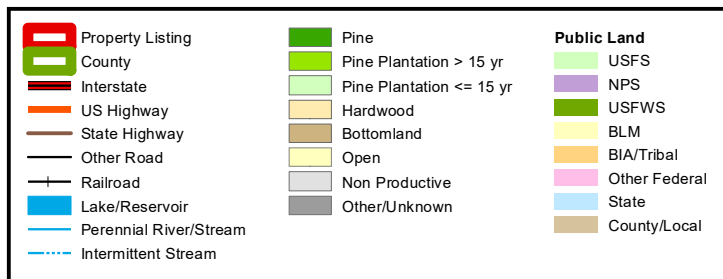 Property Listing
County
Interstate
US Highway
State Highway
Other Road
Railroad
Lake/Reservoir
Perennial River/Stream
Intermittent Stream
Pine
Pine Plantation > 15 yr
Pine Plantation <= 15 yr
Hardwood
Bottomland
Open
Non Productive
Other/Unknown
Public Land
USFS
NPS
USFWS
BLM
BIA/Tribal
Other Federal
State
County/Local